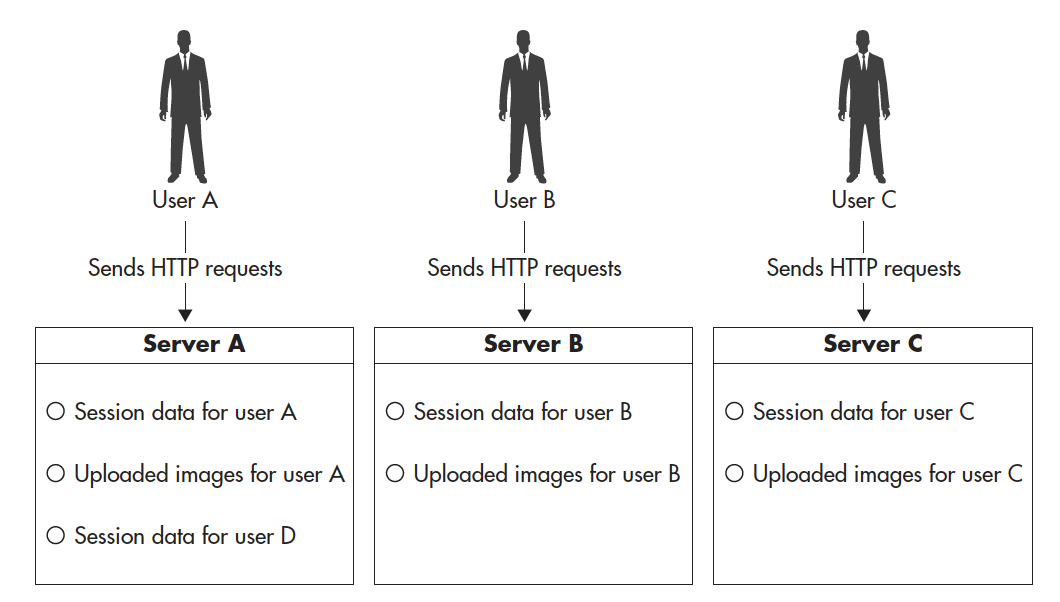 User A
User B
User C
Sends HTTP requests
Sends HTTP requests
Sends HTTP requests
Server A
Session data for user A
Uploaded images for user A
Session data for user D
Server B
Session data for user B
Uploaded images for user B
Server C
Session data for user C
Uploaded images for user C